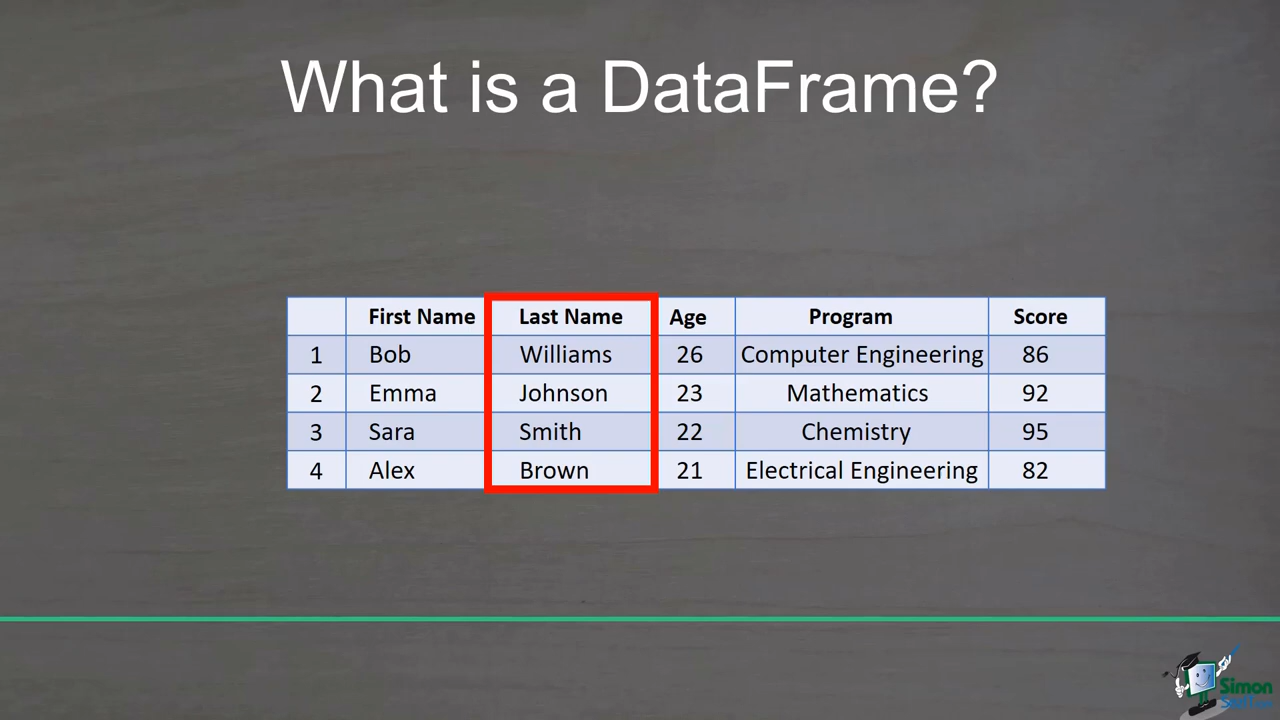 What is a DataFrame?
First Name Last Name Age Program Score
1 Bob Williams 26 Computer Engineering 86
2 Emma Johnson 23 Mathematics 92
3 Sara Smith 22 Chemistry 95
4 Alex Brown 21 Electrical Engineering 82
Simon